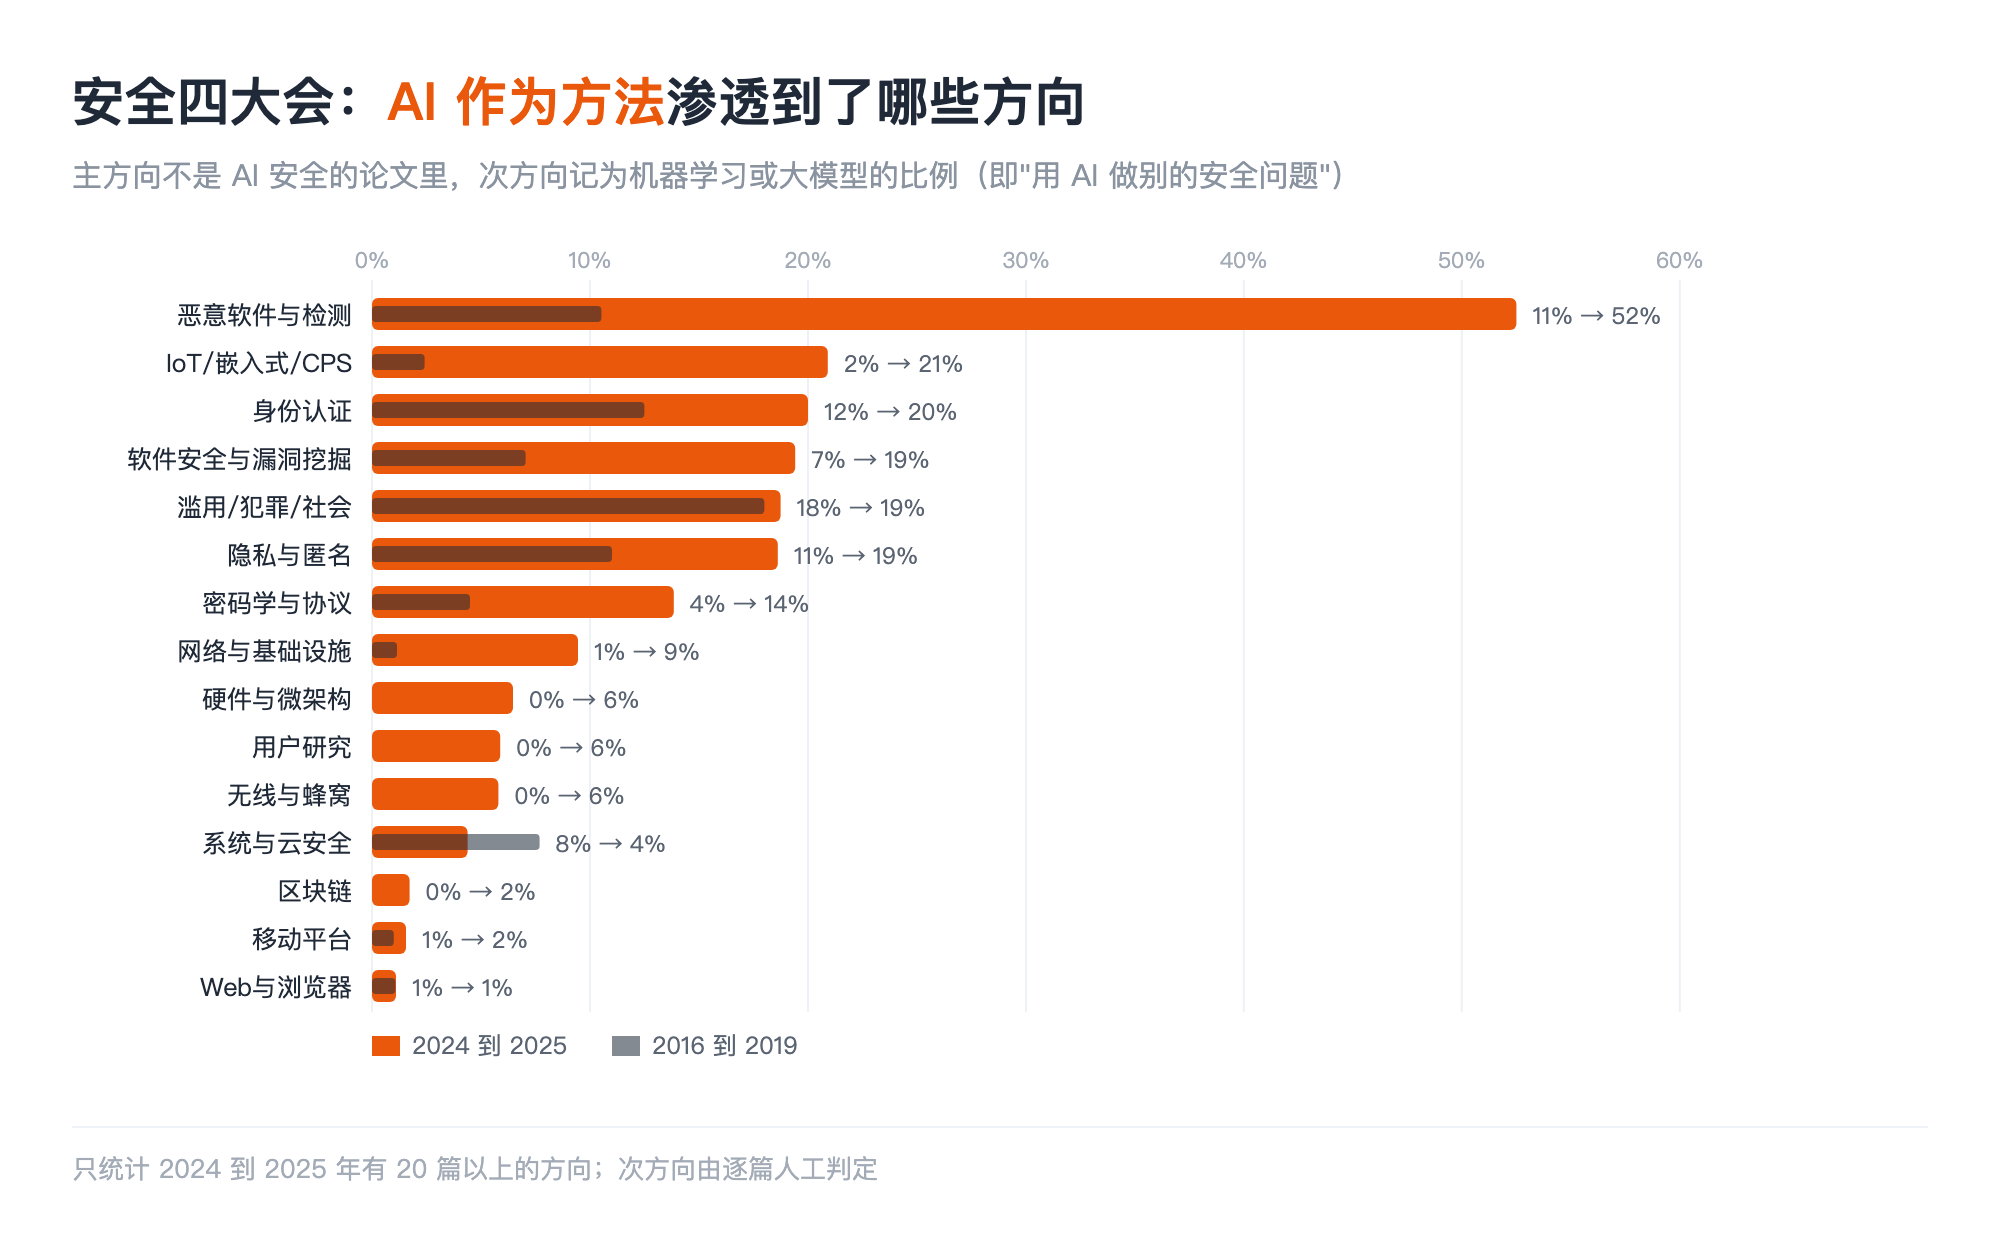 安全四大会：AI 作为方法渗透到了哪些方向
主方向不是 AI 安全的论文里，次方向记为机器学习或大模型的比例（即"用 AI 做别的安全问题"）
0% 10% 20% 30% 40% 50% 60%
恶意软件与检测 11% → 52%
IoT/嵌入式/CPS 2% → 21%
身份认证 12% → 20%
软件安全与漏洞挖掘 7% → 19%
滥用/犯罪/社会 18% → 19%
隐私与匿名 11% → 19%
密码学与协议 4% → 14%
网络与基础设施 1% → 9%
硬件与微架构 0% → 6%
用户研究 0% → 6%
无线与蜂窝 0% → 6%
系统与云安全 8% → 4%
区块链 0% → 2%
移动平台 1% → 2%
Web与浏览器 1% → 1%
2024 到 2025 2016 到 2019
只统计 2024 到 2025 年有 20 篇以上的方向；次方向由逐篇人工判定